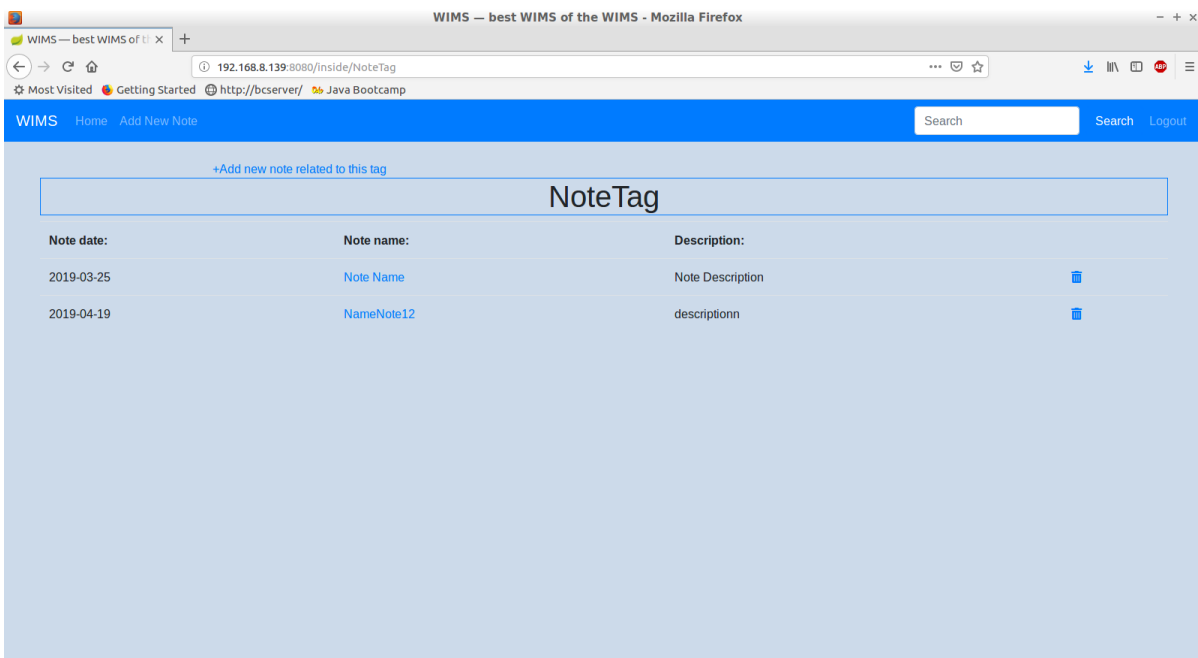 WIMS — best WIMS of the WIMS - Mozilla Firefox
WIMS — best WIMS of th
192.168.8.139:8080/inside/NoteTag
ABP
Most Visited Getting Started http://bcserver/ Java Bootcamp
WIMS Home Add New Note Search Search Logout
+Add new note related to this tag
NoteTag
Note date: Note name: Description:
2019-03-25 Note Name Note Description
2019-04-19 NameNote12 descriptionn